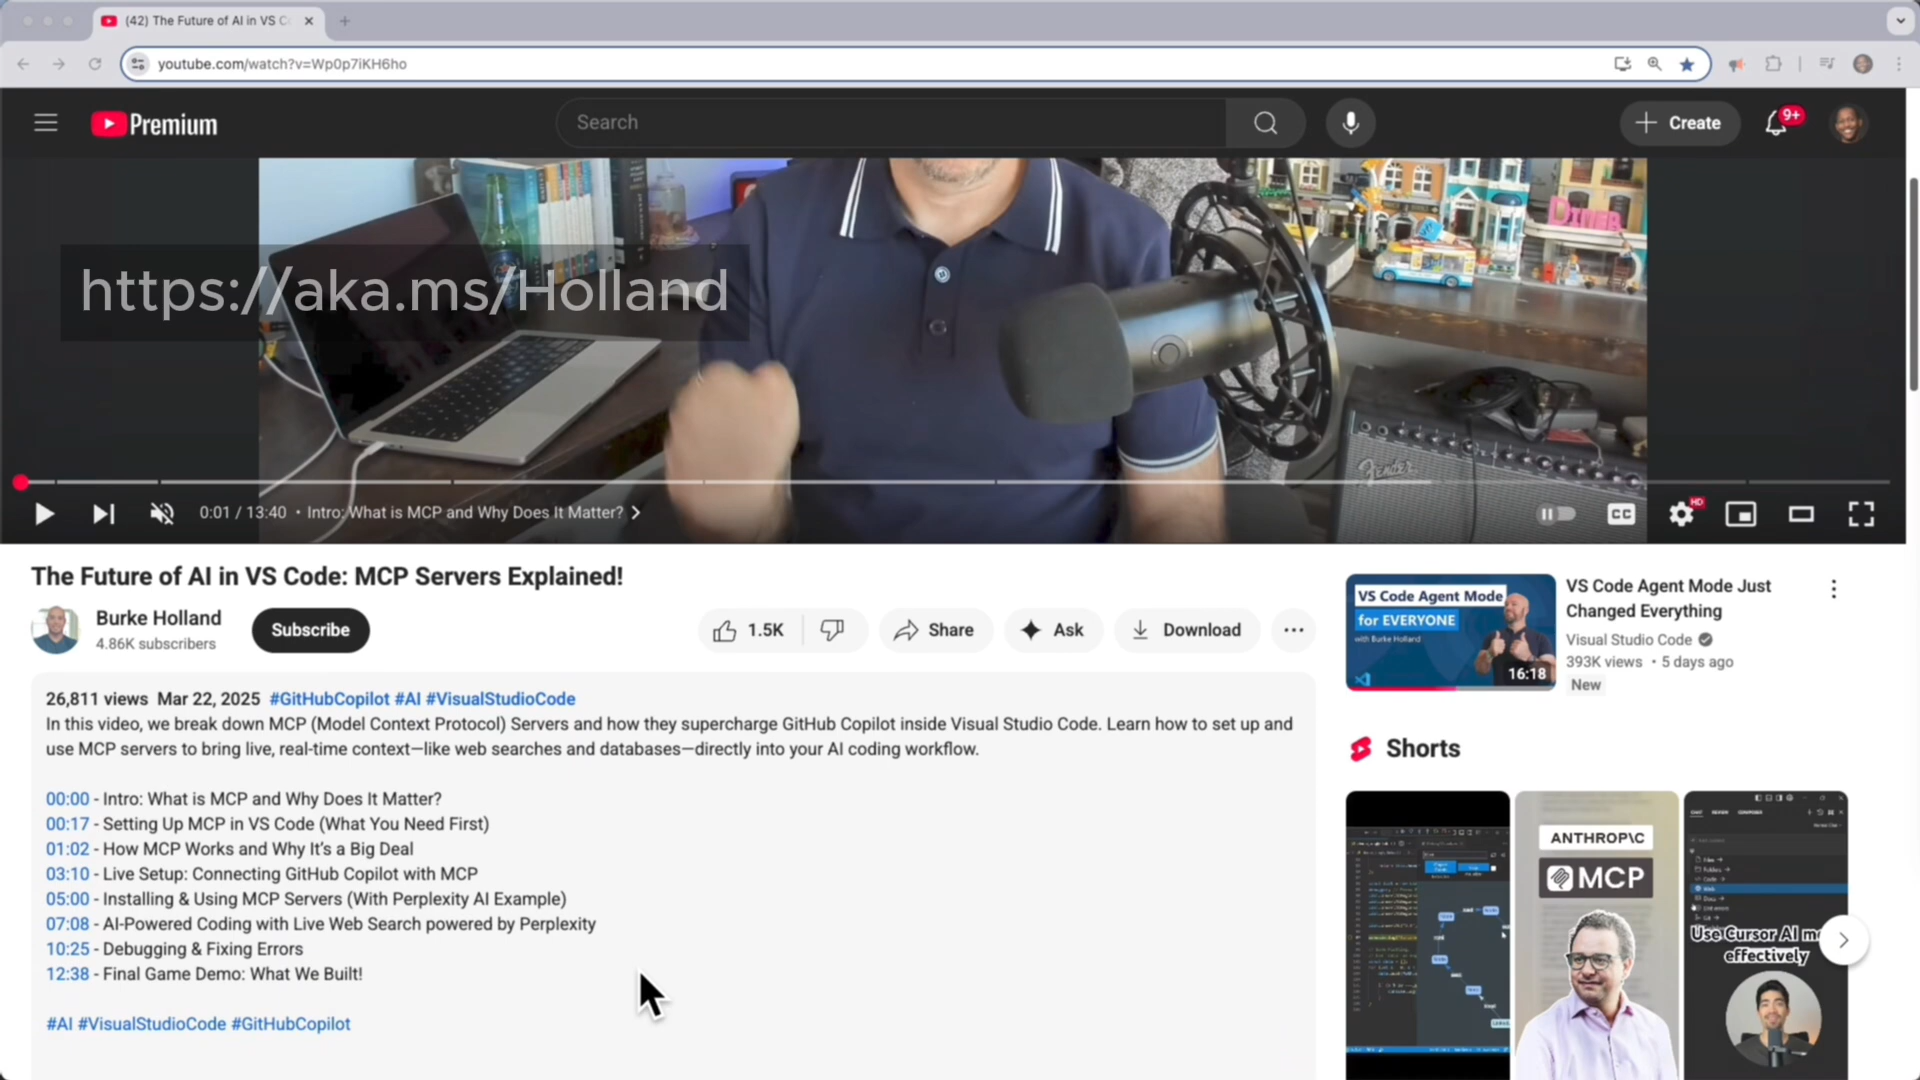 (42) The Future of AI in VS C
youtube.com/watch?v=Wp0p7iKH6ho
Premium
Search
Create
9+
https://aka.ms/Holland
DINER
Fender
0:01 / 13:40 • Intro: What is MCP and Why Does It Matter?
CC
HD
The Future of AI in VS Code: MCP Servers Explained!
Burke Holland
4.86K subscribers
Subscribe
1.5K
Share
Ask
Download
26,811 views Mar 22, 2025 #GitHubCopilot #AI #VisualStudioCode
In this video, we break down MCP (Model Context Protocol) Servers and how they supercharge GitHub Copilot inside Visual Studio Code. Learn how to set up and
use MCP servers to bring live, real-time context—like web searches and databases—directly into your AI coding workflow.
00:00 - Intro: What is MCP and Why Does It Matter?
00:17 - Setting Up MCP in VS Code (What You Need First)
01:02 - How MCP Works and Why It's a Big Deal
03:10 - Live Setup: Connecting GitHub Copilot with MCP
05:00 - Installing & Using MCP Servers (With Perplexity AI Example)
07:08 - AI-Powered Coding with Live Web Search powered by Perplexity
10:25 - Debugging & Fixing Errors
12:38 - Final Game Demo: What We Built!
#AI #VisualStudioCode #GitHubCopilot
VS Code Agent Mode
for EVERYONE
with Burke Holland
16:18
VS Code Agent Mode Just
Changed Everything
Visual Studio Code
393K views • 5 days ago
New
Shorts
ANTHROP\C
MCP
Use Cursor AI m
effectively